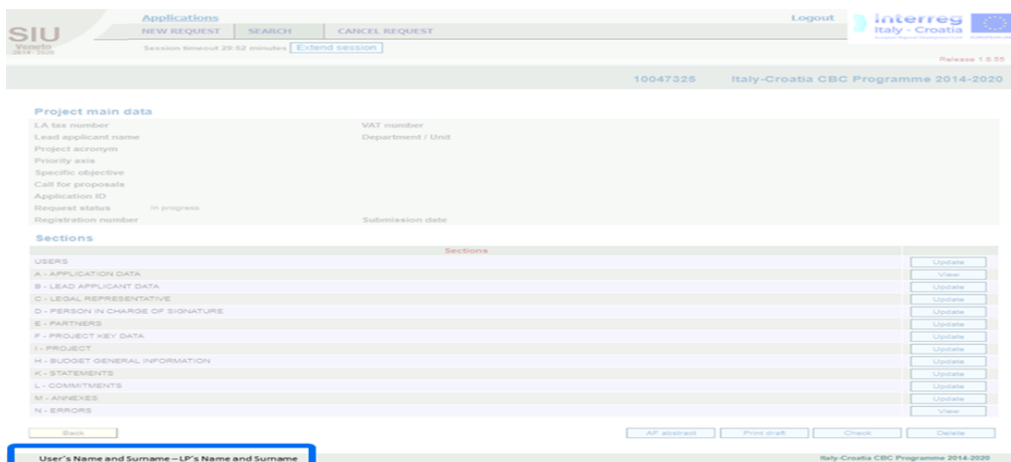 Applications
Logout
SIU
Veneto
2014 - 2020
NEW REQUEST SEARCH CANCEL REQUEST
interreg
Italy - Croatia
Session timeout 29:52 minutes Extend session
Release 1.8.55
10047325 Italy-Croatia CBC Programme 2014-2020
Project main data
LA tax number VAT number
Lead applicant name Department / Unit
Project acronym
Priority axis
Specific objective
Call for proposals
Application ID
Request status In progress
Registration number Submission date
Sections
Sections
USERS Update
A - APPLICATION DATA View
B - LEAD APPLICANT DATA Update
C - LEGAL REPRESENTATIVE Update
D - PERSON IN CHARGE OF SIGNATURE Update
E - PARTNERS Update
F - PROJECT KEY DATA Update
I - PROJECT Update
H - BUDGET GENERAL INFORMATION Update
K - STATEMENTS Update
L - COMMITMENTS Update
M - ANNEXES Update
N - ERRORS View
Back AF abstract Print draft Check Delete
User's Name and Surname – LP's Name and Surname Italy-Croatia CBC Programme 2014-2020